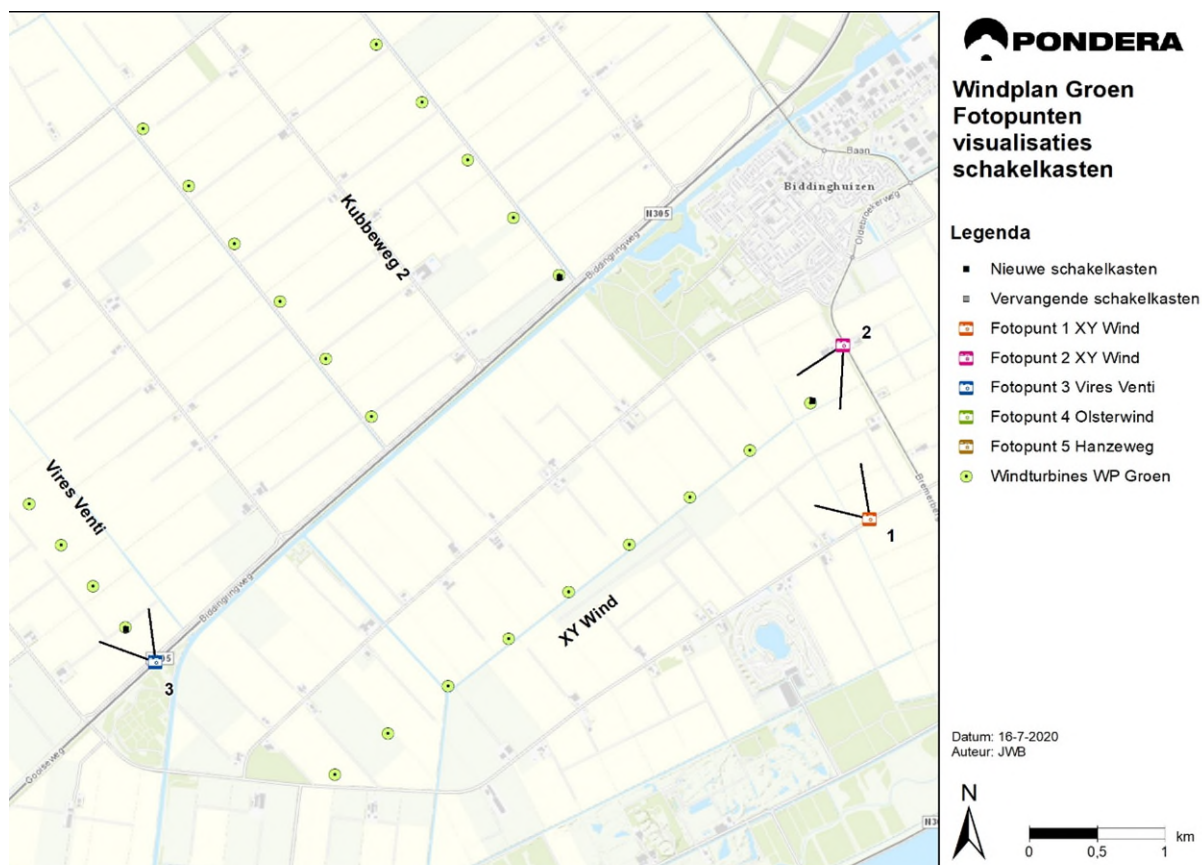 PONDERA
Windplan Groen
Fotopunten
visualisaties
schakelkasten
Legenda
Nieuwe schakelkasten
Vervangende schakelkasten
Fotopunt 1 XY Wind
Fotopunt 2 XY Wind
Fotopunt 3 Vires Venti
Fotopunt 4 Olsterwind
Fotopunt 5 Hanzeweg
Windturbines WP Groen
Datum: 16-7-2020
Auteur: JWB
N
0 0,5 1 km
Baan
Biddinghuizen
Oldebroekerweg
N305
Biddingringweg
Kubbeweg 2
2
Vires Venti
Bremerbers
1
XY Wind
Biddingringweg
3
Gooiseweg